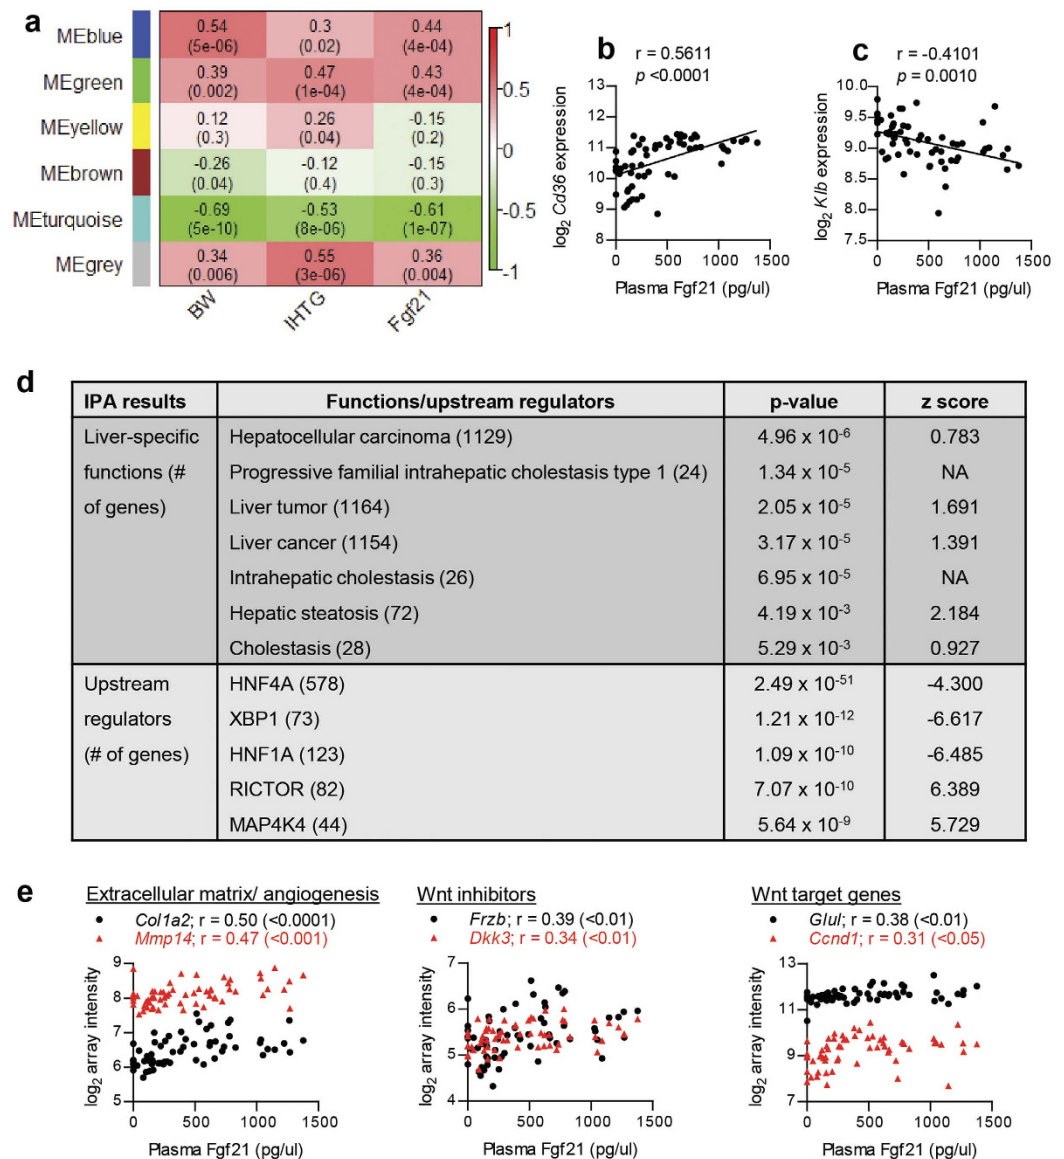 a
MEblue 0.54 0.3 0.44
(5e-06) (0.02) (4e-04)
MEgreen 0.39 0.47 0.43
(0.002) (1e-04) (4e-04)
MEyellow 0.12 0.26 -0.15
(0.3) (0.04) (0.2)
MEbrown -0.26 -0.12 -0.15
(0.04) (0.4) (0.3)
MEturquoise -0.69 -0.53 -0.61
(5e-10) (8e-06) (1e-07)
MEgrey 0.34 0.55 0.36
(0.006) (3e-06) (0.004)
BW IHTG Fgf21
1
0.5
0
-0.5
-1
b
r = 0.5611
p <0.0001
log2 Cd36 expression
13
12
11
10
9
8
0 500 1000 1500
Plasma Fgf21 (pg/ul)
c
r = -0.4101
p = 0.0010
log2 Klb expression
10.0
9.5
9.0
8.5
8.0
7.5
0 500 1000 1500
Plasma Fgf21 (pg/ul)
d
IPA results Functions/upstream regulators p-value z score
Liver-specific Hepatocellular carcinoma (1129) 4.96 x 10-6 0.783
functions (# Progressive familial intrahepatic cholestasis type 1 (24) 1.34 x 10-5 NA
of genes) Liver tumor (1164) 2.05 x 10-5 1.691
Liver cancer (1154) 3.17 x 10-5 1.391
Intrahepatic cholestasis (26) 6.95 x 10-5 NA
Hepatic steatosis (72) 4.19 x 10-3 2.184
Cholestasis (28) 5.29 x 10-3 0.927
Upstream HNF4A (578) 2.49 x 10-51 -4.300
regulators XBP1 (73) 1.21 x 10-12 -6.617
(# of genes) HNF1A (123) 1.09 x 10-10 -6.485
RICTOR (82) 7.07 x 10-10 6.389
MAP4K4 (44) 5.64 x 10-9 5.729
e
Extracellular matrix/ angiogenesis
Col1a2; r = 0.50 (<0.0001)
Mmp14; r = 0.47 (<0.001)
log2 array intensity
9
8
7
6
5
0 500 1000 1500
Plasma Fgf21 (pg/ul)
Wnt inhibitors
Frzb; r = 0.39 (<0.01)
Dkk3; r = 0.34 (<0.01)
log2 array intensity
7
6
5
4
0 500 1000 1500
Plasma Fgf21 (pg/ul)
Wnt target genes
Glul; r = 0.38 (<0.01)
Ccnd1; r = 0.31 (<0.05)
log2 array intensity
13
11
9
7
0 500 1000 1500
Plasma Fgf21 (pg/ul)